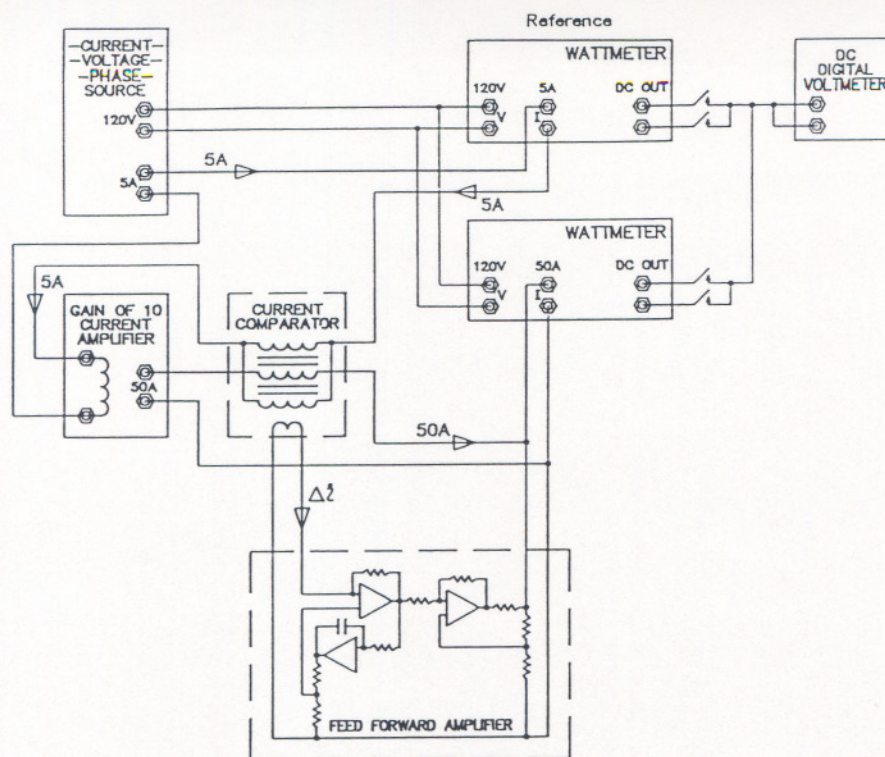 Reference
-CURRENT-
-VOLTAGE-
-PHASE-
SOURCE
120V
5A
WATTMETER
120V
5A
DC OUT
V
I
DC
DIGITAL
VOLTMETER
5A
5A
WATTMETER
120V
50A
DC OUT
V
I
5A
GAIN OF 10
CURRENT
AMPLIFIER
50A
CURRENT
COMPARATOR
50A
FEED FORWARD AMPLIFIER